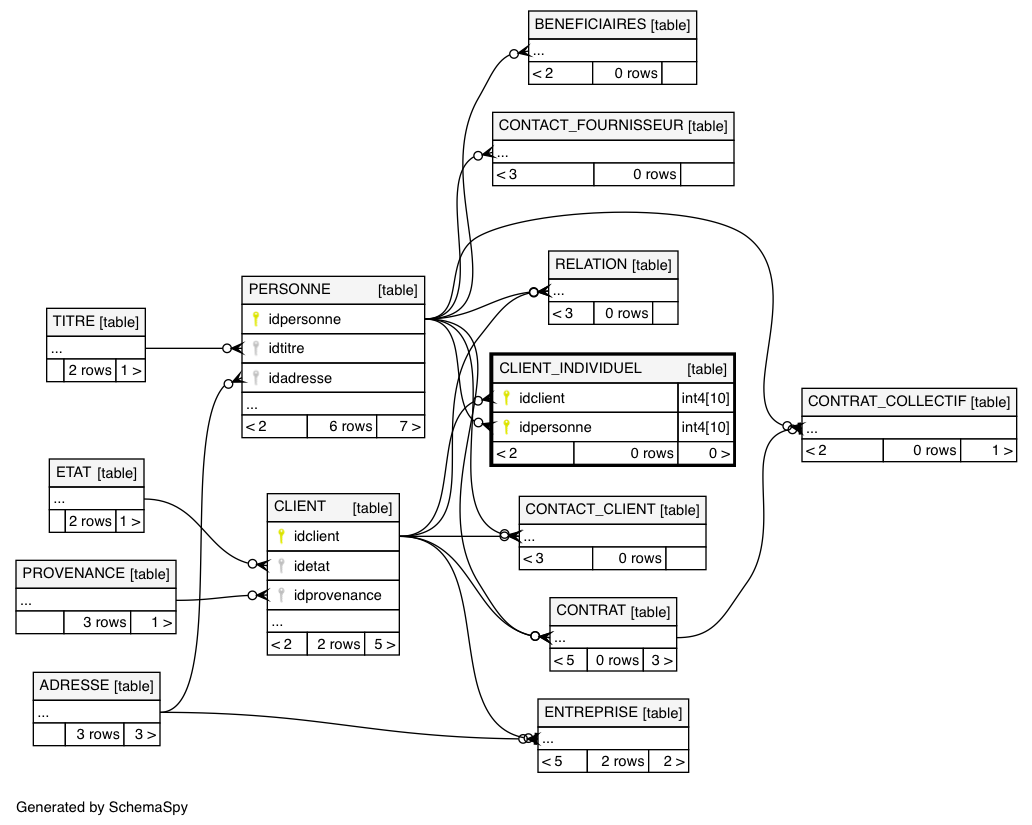 BENEFICIAIRES [table]
...
< 2 0 rows
CONTACT_FOURNISSEUR [table]
...
< 3 0 rows
RELATION [table]
...
< 3 0 rows
PERSONNE [table]
idpersonne
idtitre
idadresse
...
< 2 6 rows 7 >
TITRE [table]
...
2 rows 1 >
CLIENT_INDIVIDUEL [table]
idclient int4[10]
idpersonne int4[10]
< 2 0 rows 0 >
CONTRAT_COLLECTIF [table]
...
< 2 0 rows 1 >
ETAT [table]
...
2 rows 1 >
CLIENT [table]
idclient
idetat
idprovenance
...
< 2 2 rows 5 >
CONTACT_CLIENT [table]
...
< 3 0 rows
PROVENANCE [table]
...
3 rows 1 >
CONTRAT [table]
...
< 5 0 rows 3 >
ADRESSE [table]
...
3 rows 3 >
ENTREPRISE [table]
...
< 5 2 rows 2 >
Generated by SchemaSpy